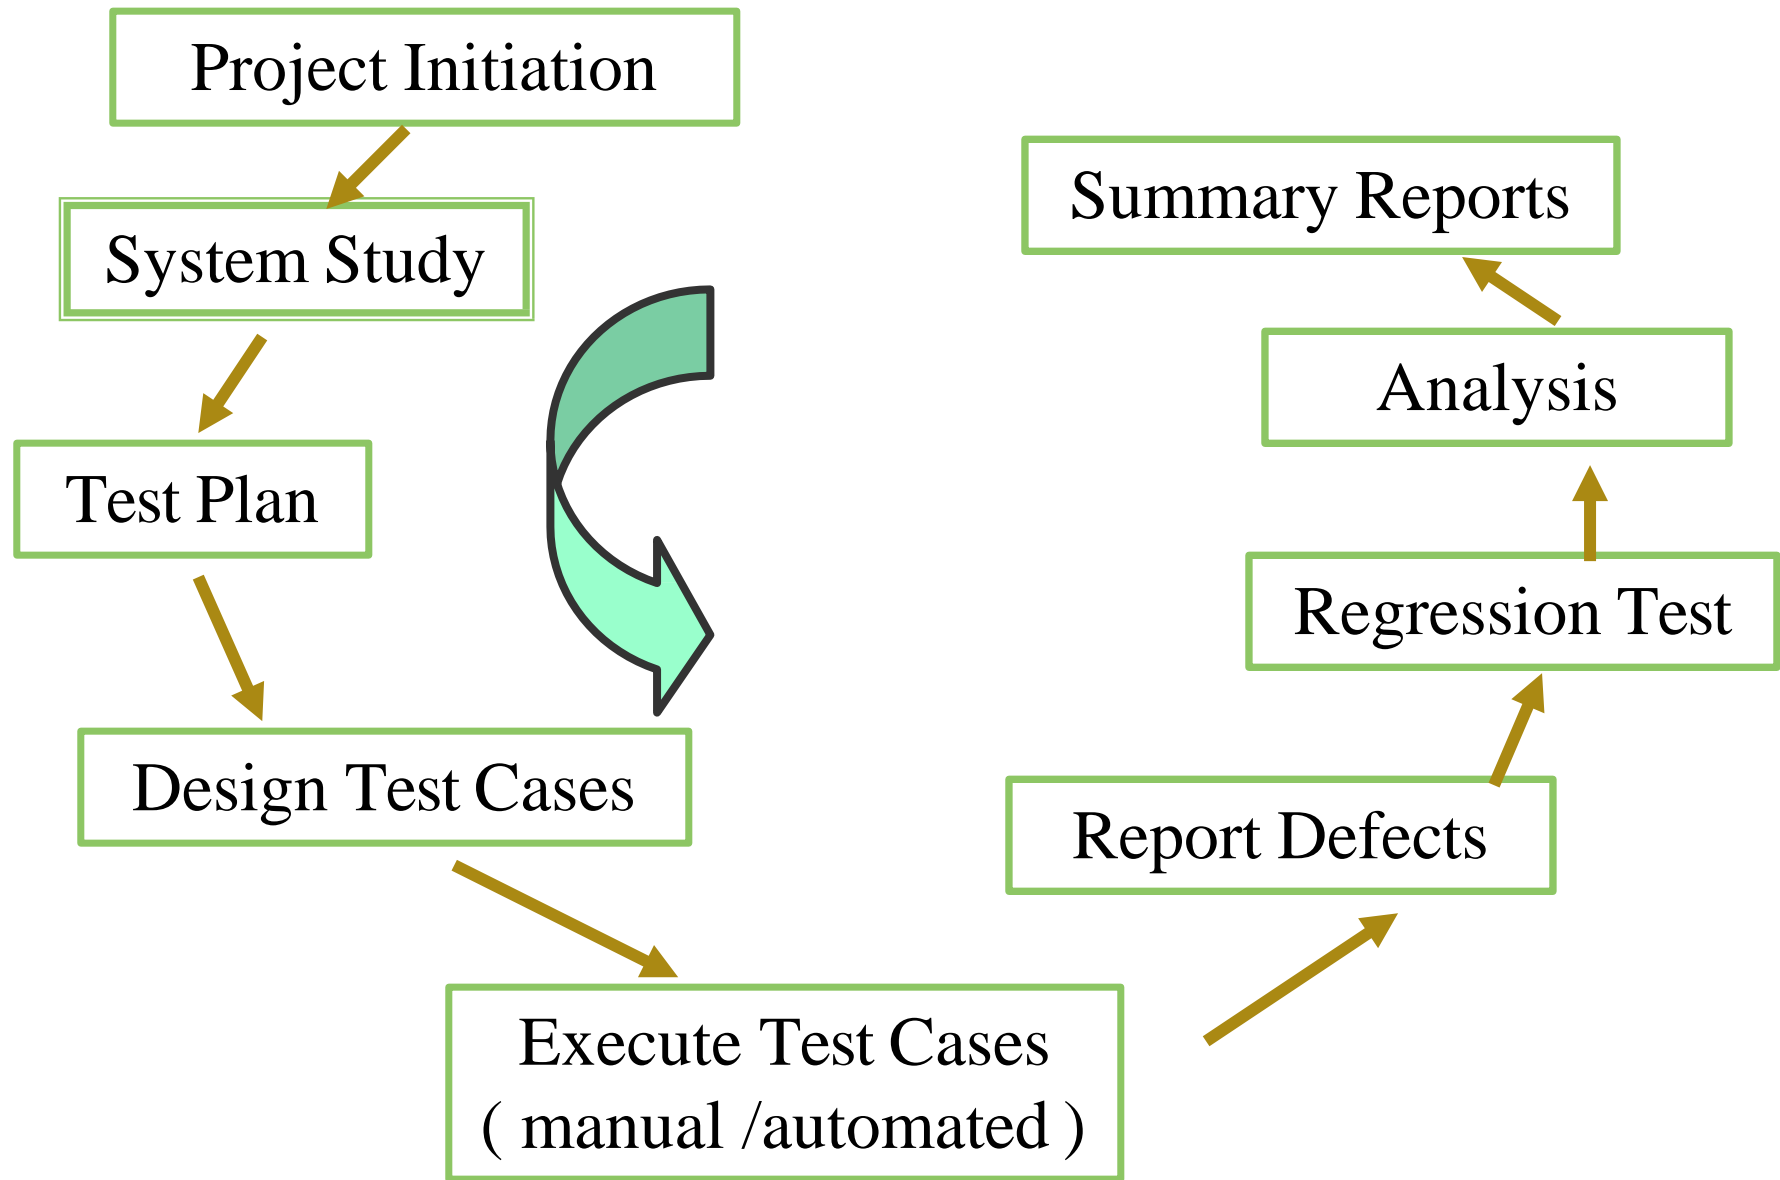 Project Initiation
System Study
Test Plan
Design Test Cases
Execute Test Cases
( manual /automated )
Report Defects
Regression Test
Analysis
Summary Reports